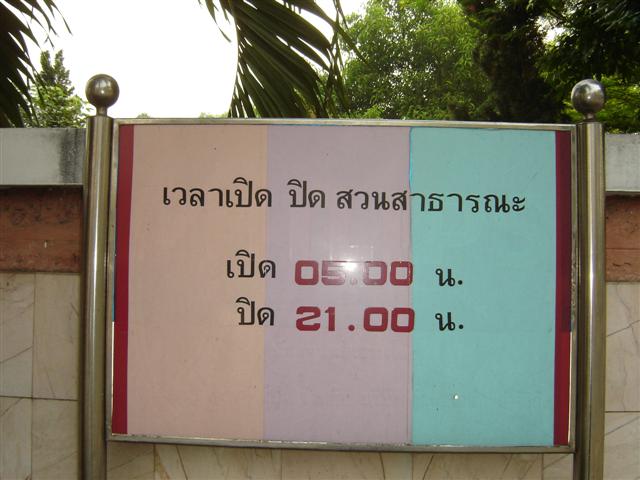 เวลาเปิด ปิด สวนสาธารณะ
เปิด 05.00 น.
ปิด 21.00 น.